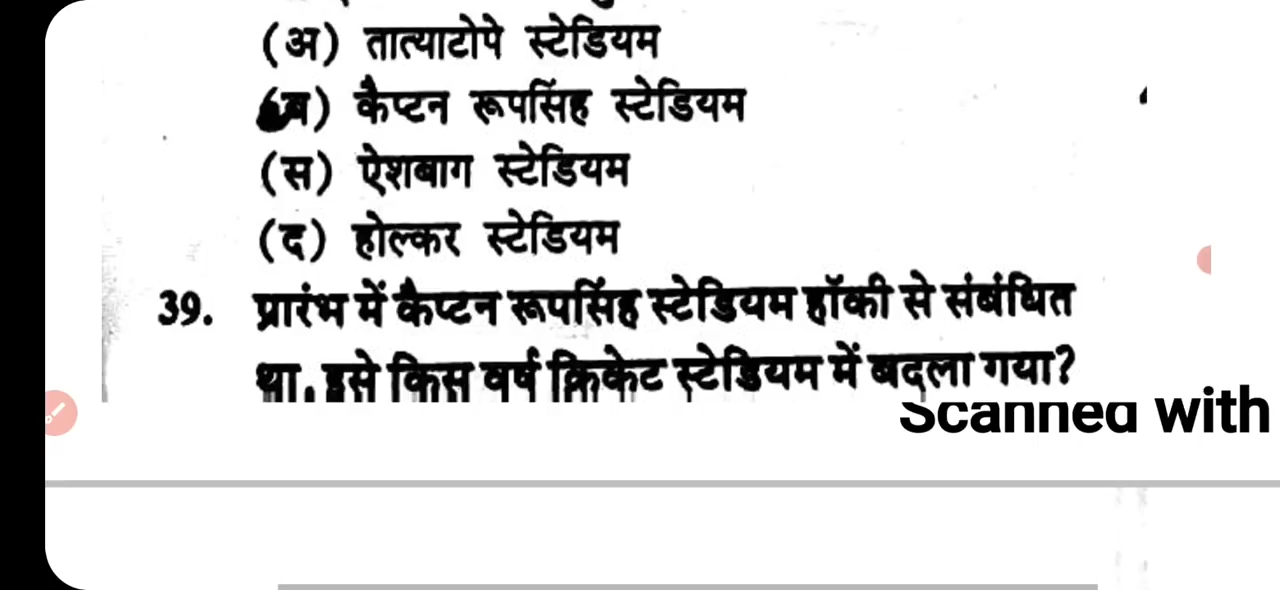 (अ) तात्याटोपे स्टेडियम
(ब) कैप्टन रूपसिंह स्टेडियम
(स) ऐशबाग स्टेडियम
(द) होल्कर स्टेडियम
39. प्रारंभ में कैप्टन रूपसिंह स्टेडियम हॉकी से संबंधित
था. इसे किस वर्ष क्रिकेट स्टेडियम में बदला गया?
Scanned with